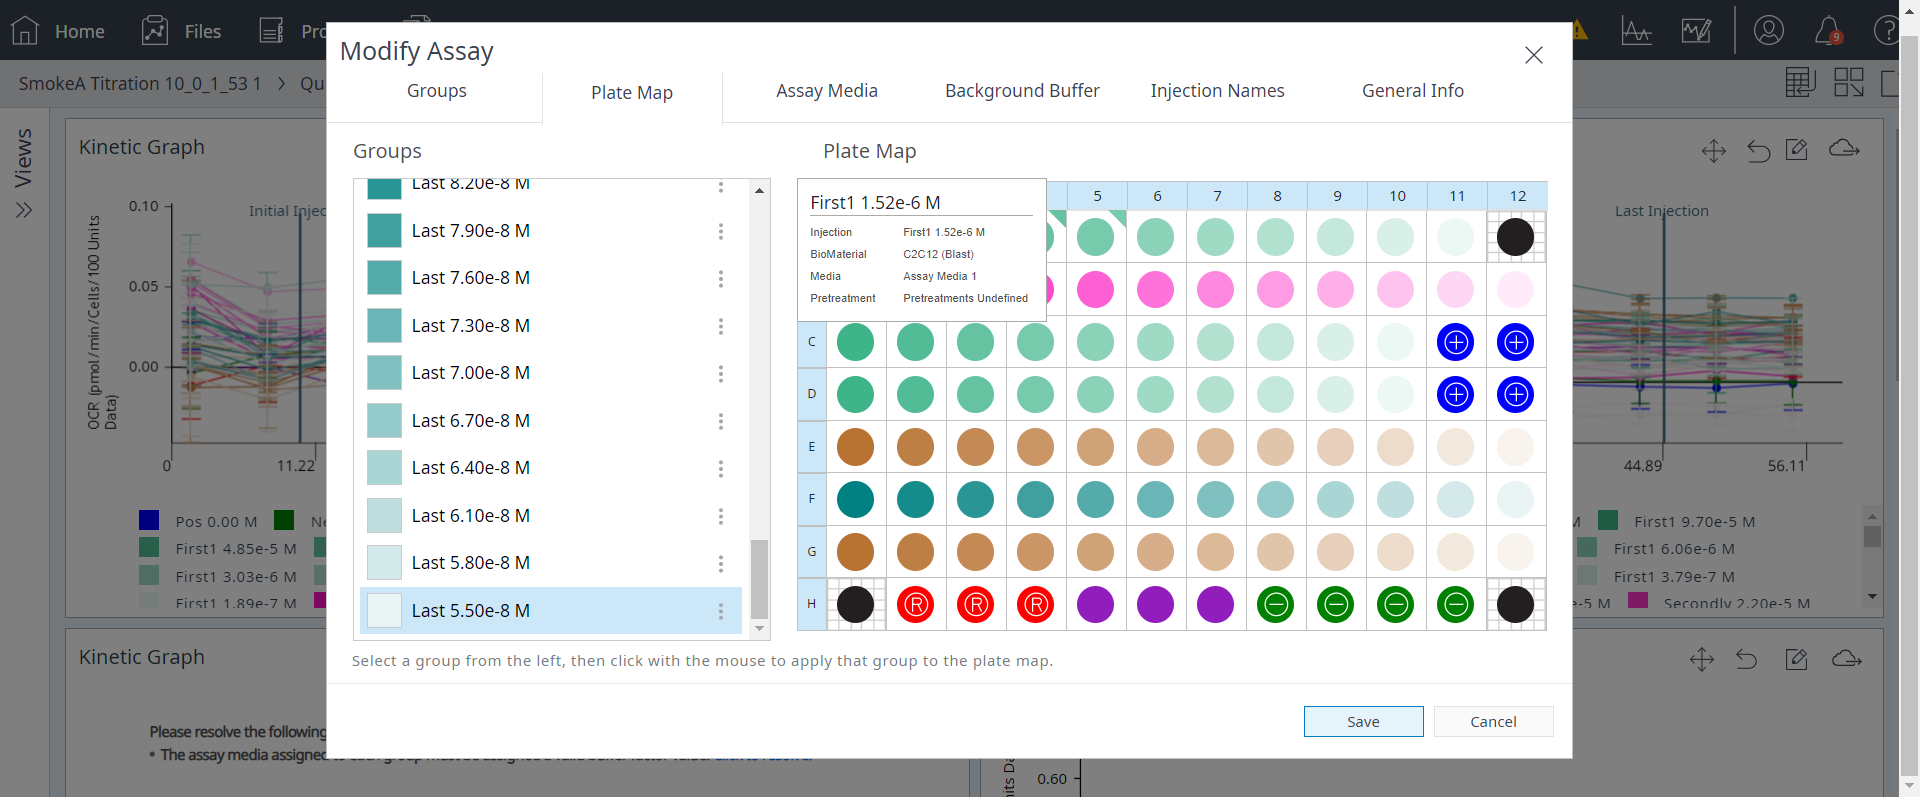 Home
Files
Pro
9
SmokeA Titration 10_0_1_53 1 > Qu
Modify Assay
Groups
Plate Map
Assay Media
Background Buffer
Injection Names
General Info
Views
Kinetic Graph
Groups
Plate Map
Last 8.20e-8 M
Last 7.90e-8 M
Last 7.60e-8 M
Last 7.30e-8 M
Last 7.00e-8 M
Last 6.70e-8 M
Last 6.40e-8 M
Last 6.10e-8 M
Last 5.80e-8 M
Last 5.50e-8 M
First1 1.52e-6 M
Injection First1 1.52e-6 M
BioMaterial C2C12 (Blast)
Media Assay Media 1
Pretreatment Pretreatments Undefined
5 6 7 8 9 10 11 12
C
D
E
F
G
H
R R R
Select a group from the left, then click with the mouse to apply that group to the plate map.
Save
Cancel
OCR (pmol/min/Cells/100 Units
Data)
0.10
0.05
0.00
Initial Injec
0
11.22
Last Injection
44.89
56.11
Pos 0.00 M
Ne
First1 4.85e-5 M
First1 3.03e-6 M
First1 1.89e-7 M
M
First1 9.70e-5 M
First1 6.06e-6 M
First1 3.79e-7 M
e-5 M
Secondly 2.20e-5 M
Kinetic Graph
Please resolve the following
• The assay media assigned
0.60